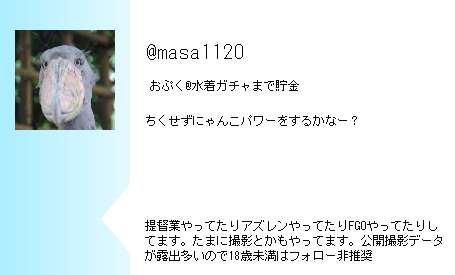 @masa1120
おぷく@水着ガチャまで貯金
ちくせずにゃんこパワーをするかなー？
提督業やってたりアズレンやってたりFGOやってたりし
てます。たまに撮影とかもやってます。公開撮影データ
が露出多いので18歳未満はフォロー非推奨